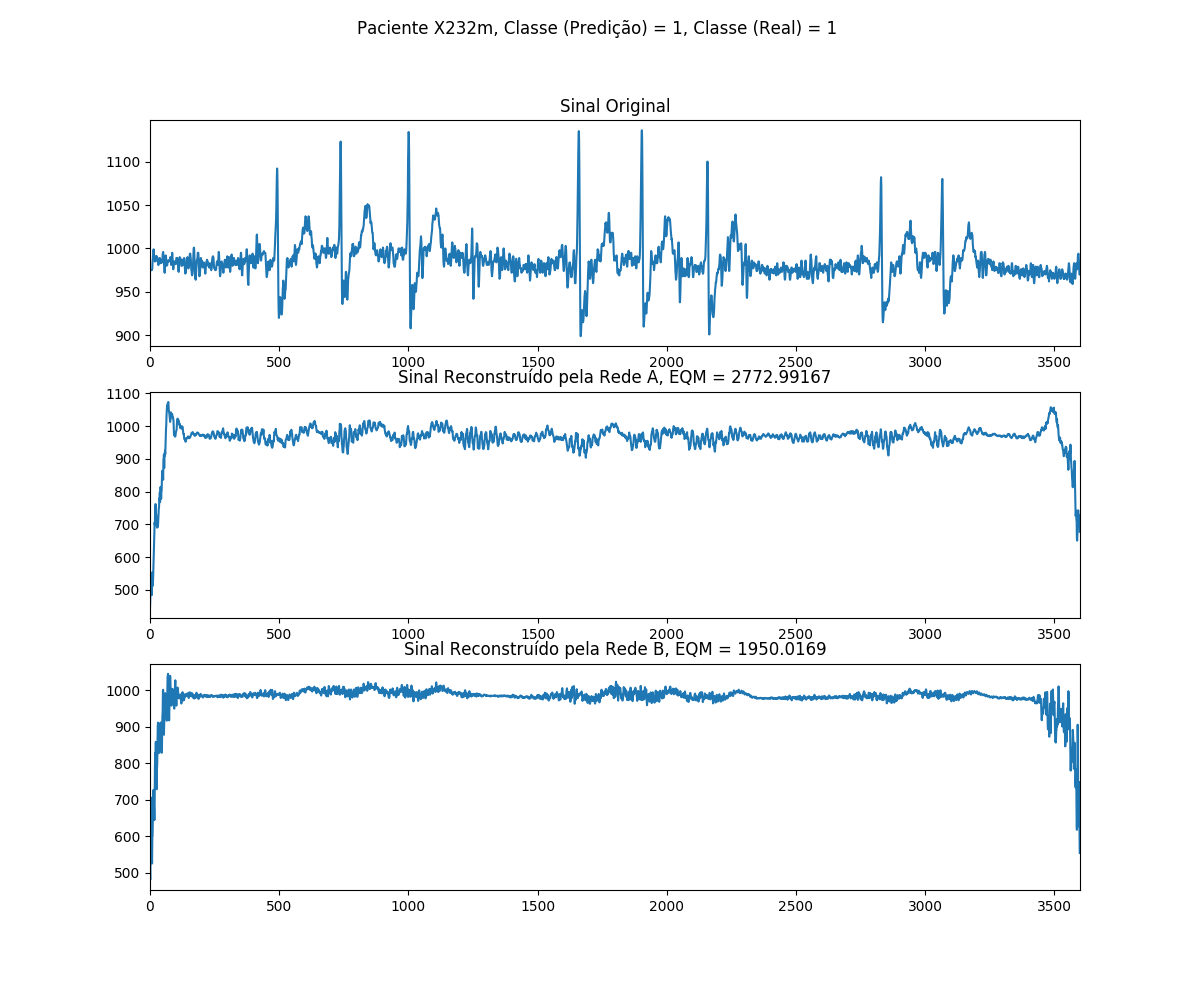 Paciente X232m, Classe (Predição) = 1, Classe (Real) = 1
Sinal Original
1100
1050
1000
950
900
0 500 1000 1500 2000 2500 3000 3500
Sinal Reconstruído pela Rede A, EQM = 2772.99167
1100
1000
900
800
700
600
500
0 500 1000 1500 2000 2500 3000 3500
Sinal Reconstruído pela Rede B, EQM = 1950.0169
1000
900
800
700
600
500
0 500 1000 1500 2000 2500 3000 3500